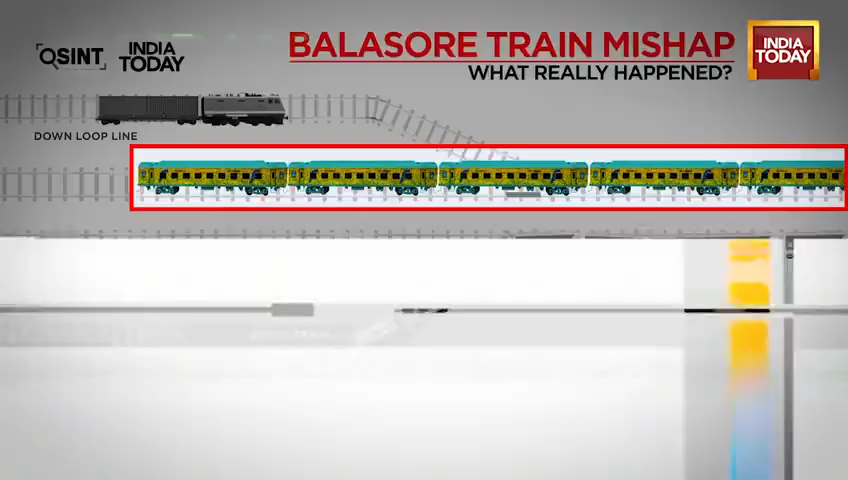 BALASORE TRAIN MISHAP
WHAT REALLY HAPPENED?
OSINT
INDIA
TODAY
INDIA
TODAY
DOWN LOOP LINE